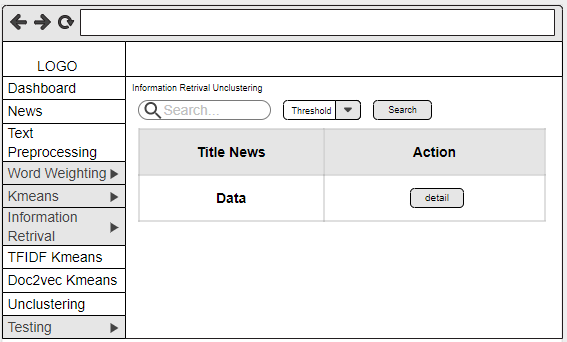 LOGO
Dashboard
News
Text
Preprocessing
Word Weighting
Kmeans
Information
Retrival
TFIDF Kmeans
Doc2vec Kmeans
Unclustering
Testing
Information Retrival Unclustering
Search...
Threshold
Search
Title News
Action
Data
detail